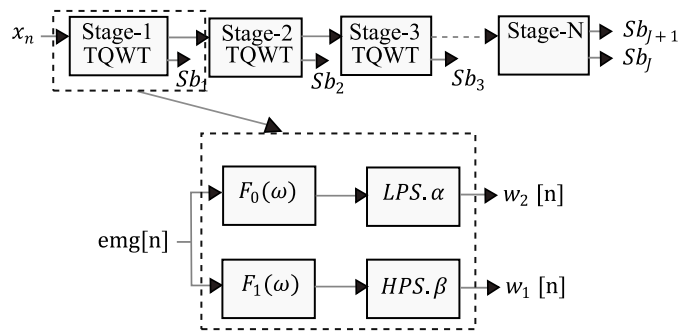 x_n
Stage-1
TQWT
Sb_1
Stage-2
TQWT
Sb_2
Stage-3
TQWT
Sb_3
Stage-N
Sb_{J+1}
Sb_J
emg[n]
F_0(ω)
LPS.α
w_2 [n]
F_1(ω)
HPS.β
w_1 [n]